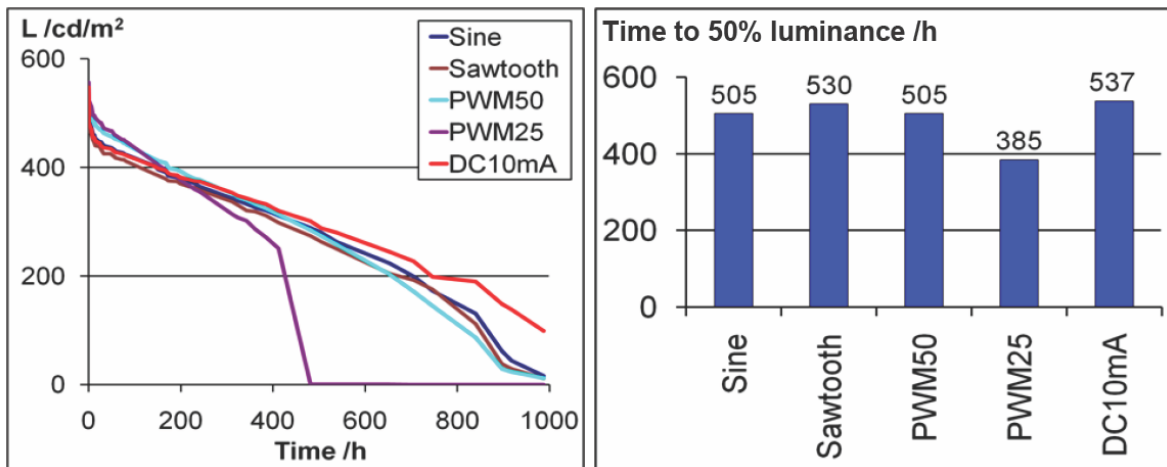 L /cd/m²
600
400
200
0
Sine
Sawtooth
PWM50
PWM25
DC10mA
0 200 400 600 800 1000
Time /h
Time to 50% luminance /h
600
400
200
0
505
530
505
385
537
Sine
Sawtooth
PWM50
PWM25
DC10mA